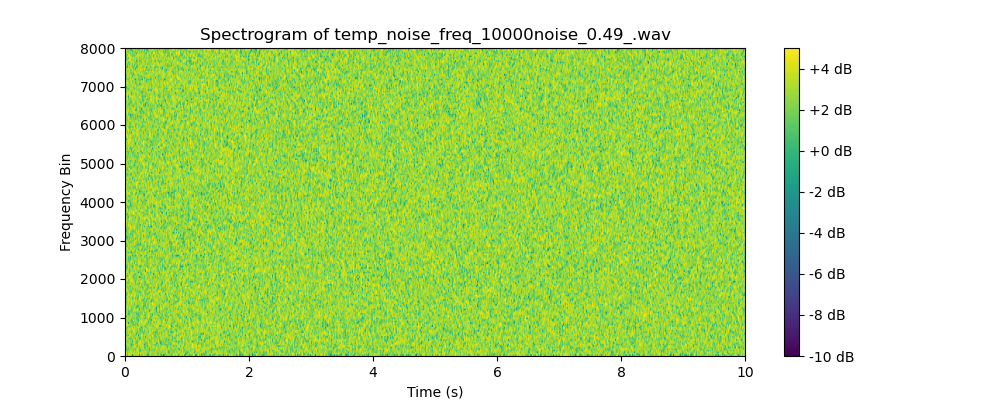 Spectrogram of temp_noise_freq_10000noise_0.49_.wav
8000
7000
6000
5000
4000
3000
2000
1000
0
Frequency Bin
0 2 4 6 8 10
Time (s)
+4 dB
+2 dB
+0 dB
-2 dB
-4 dB
-6 dB
-8 dB
-10 dB